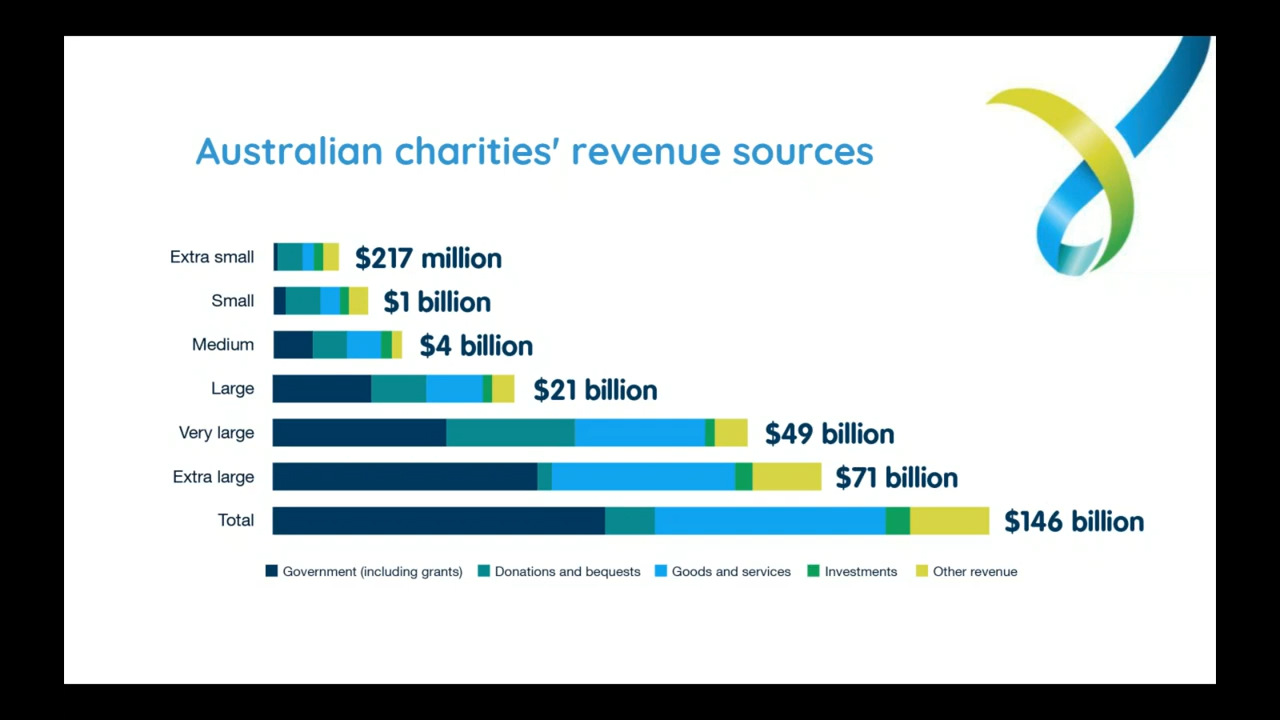 Australian charities' revenue sources
Extra small $217 million
Small $1 billion
Medium $4 billion
Large $21 billion
Very large $49 billion
Extra large $71 billion
Total $146 billion
Government (including grants) Donations and bequests Goods and services Investments Other revenue